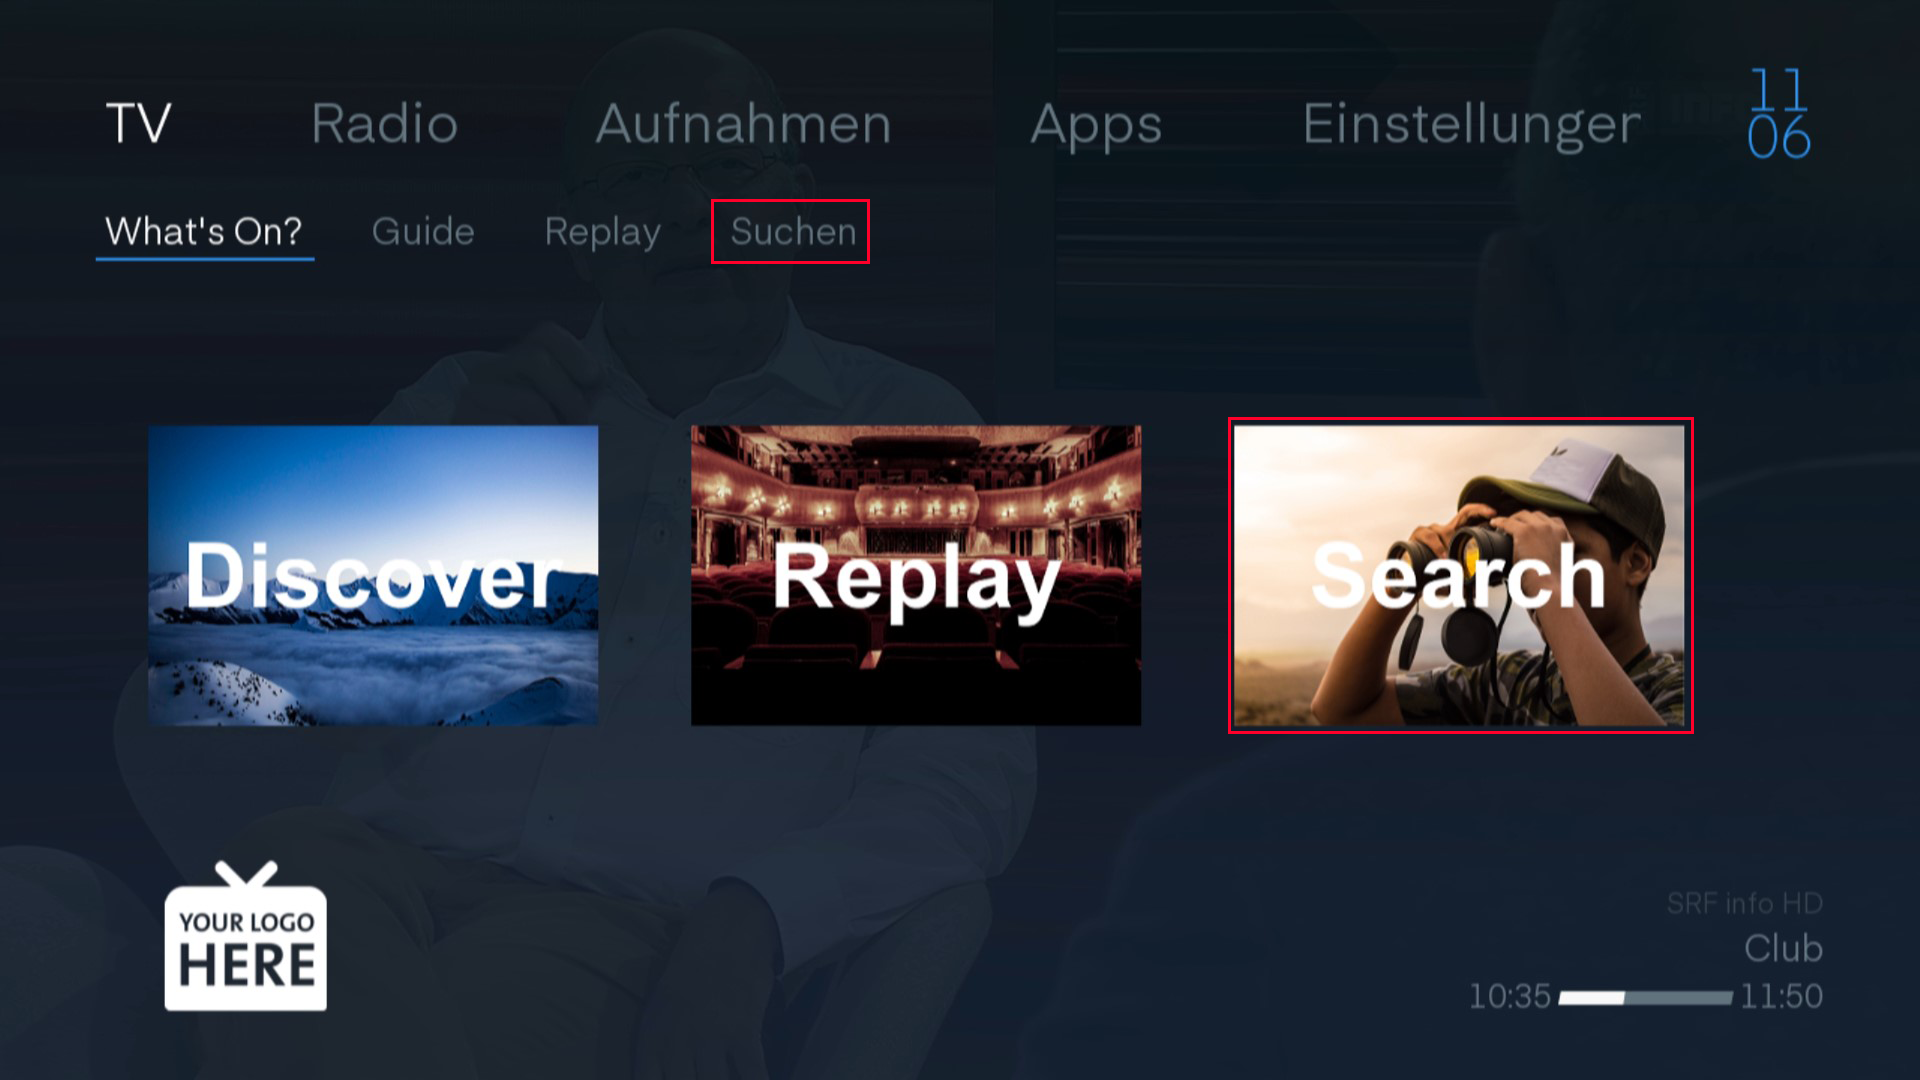 TV Radio Aufnahmen Apps Einstellunger
11
06
What's On? Guide Replay Suchen
Discover Replay Search
YOUR LOGO
HERE
SRF info HD
Club
10:35 11:50